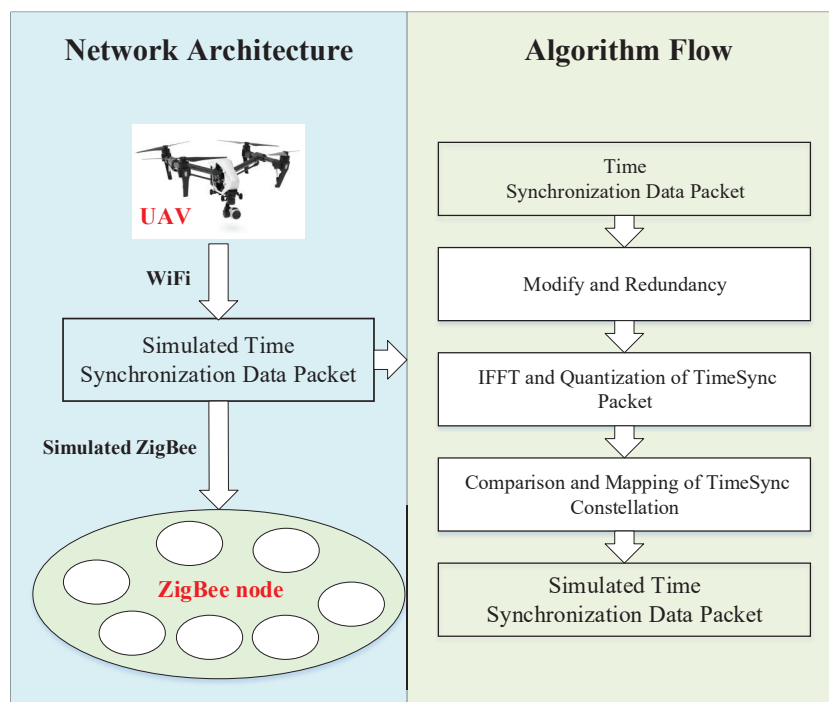 Network Architecture
UAV
WiFi
Simulated Time
Synchronization Data Packet
Simulated ZigBee
ZigBee node
Algorithm Flow
Time
Synchronization Data Packet
Modify and Redundancy
IFFT and Quantization of TimeSync
Packet
Comparison and Mapping of TimeSync
Constellation
Simulated Time
Synchronization Data Packet